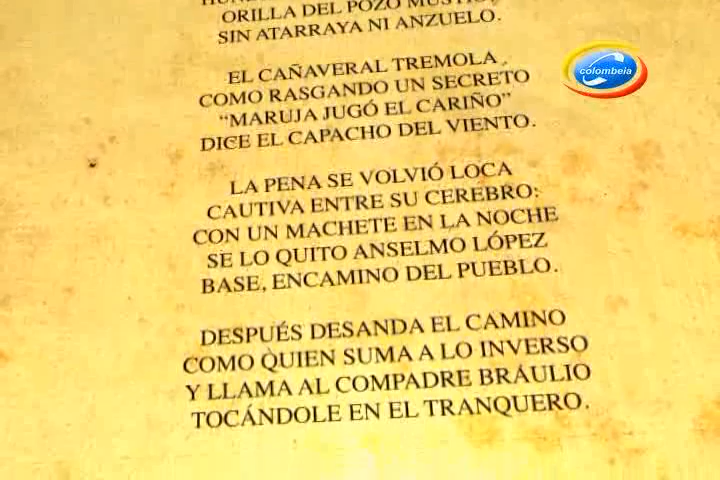 ORILLA DEL POZO MUSTIO,
SIN ATARRAYA NI ANZUELO.
EL CAÑAVERAL TREMOLA,
COMO RASGANDO UN SECRETO
“MARUJA JUGÓ EL CARIÑO”
DICE EL CAPACHO DEL VIENTO.
LA PENA SE VOLVIÓ LOCA
CAUTIVA ENTRE SU CEREBRO:
CON UN MACHETE EN LA NOCHE
SE LO QUITO ANSELMO LÓPEZ
BASE, ENCAMINO DEL PUEBLO.
DESPUÉS DESANDA EL CAMINO
COMO QUIEN SUMA A LO INVERSO
Y LLAMA AL COMPADRE BRÁULIO
TOCÁNDOLE EN EL TRANQUERO.
colombeia